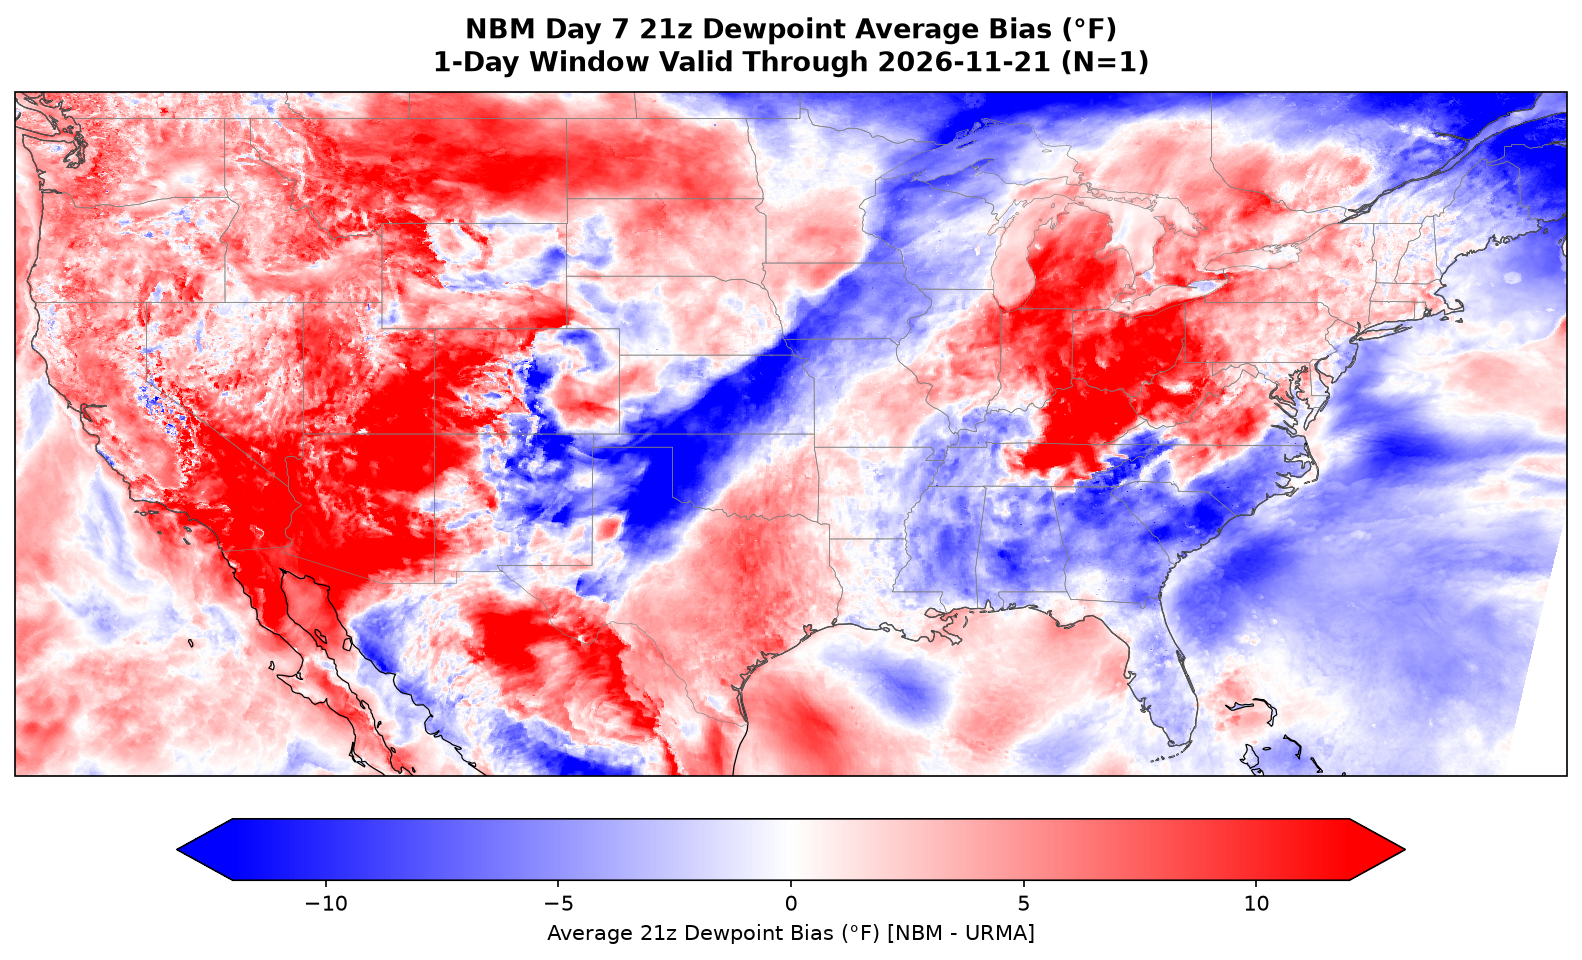 NBM Day 7 21z Dewpoint Average Bias (°F)
1-Day Window Valid Through 2026-11-21 (N=1)
−10 −5 0 5 10
Average 21z Dewpoint Bias (°F) [NBM - URMA]